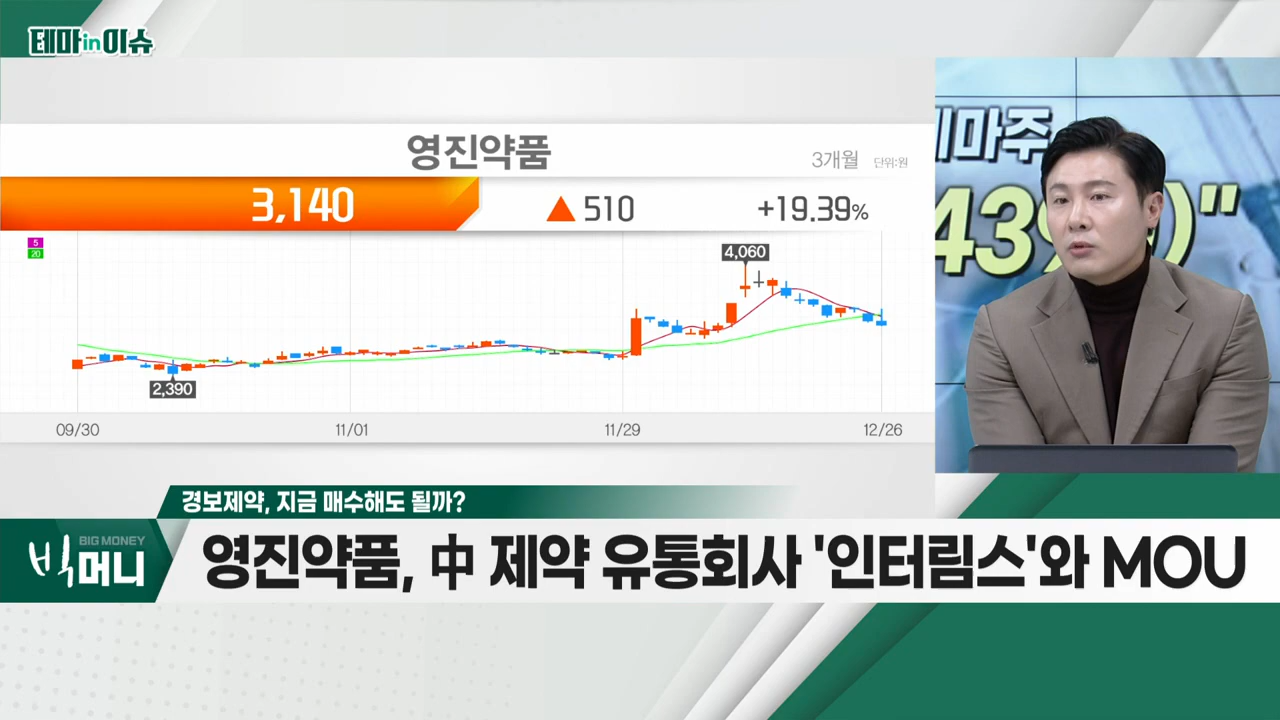 테마in이슈
영진약품
3개월 단위:원
3,140
▲ 510
+19.39%
5
20
4,060
2,390
09/30
11/01
11/29
12/26
테마주
경보제약, 지금 매수해도 될까?
BIG MONEY
빅머니
영진약품, 中 제약 유통회사 '인터림스'와 MOU